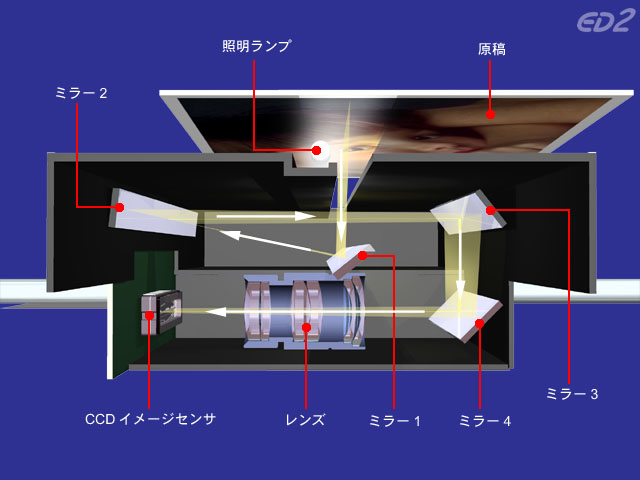 ED2
照明ランプ
原稿
ミラー 2
ミラー 3
CCD イメージセンサ
レンズ
ミラー 1
ミラー 4